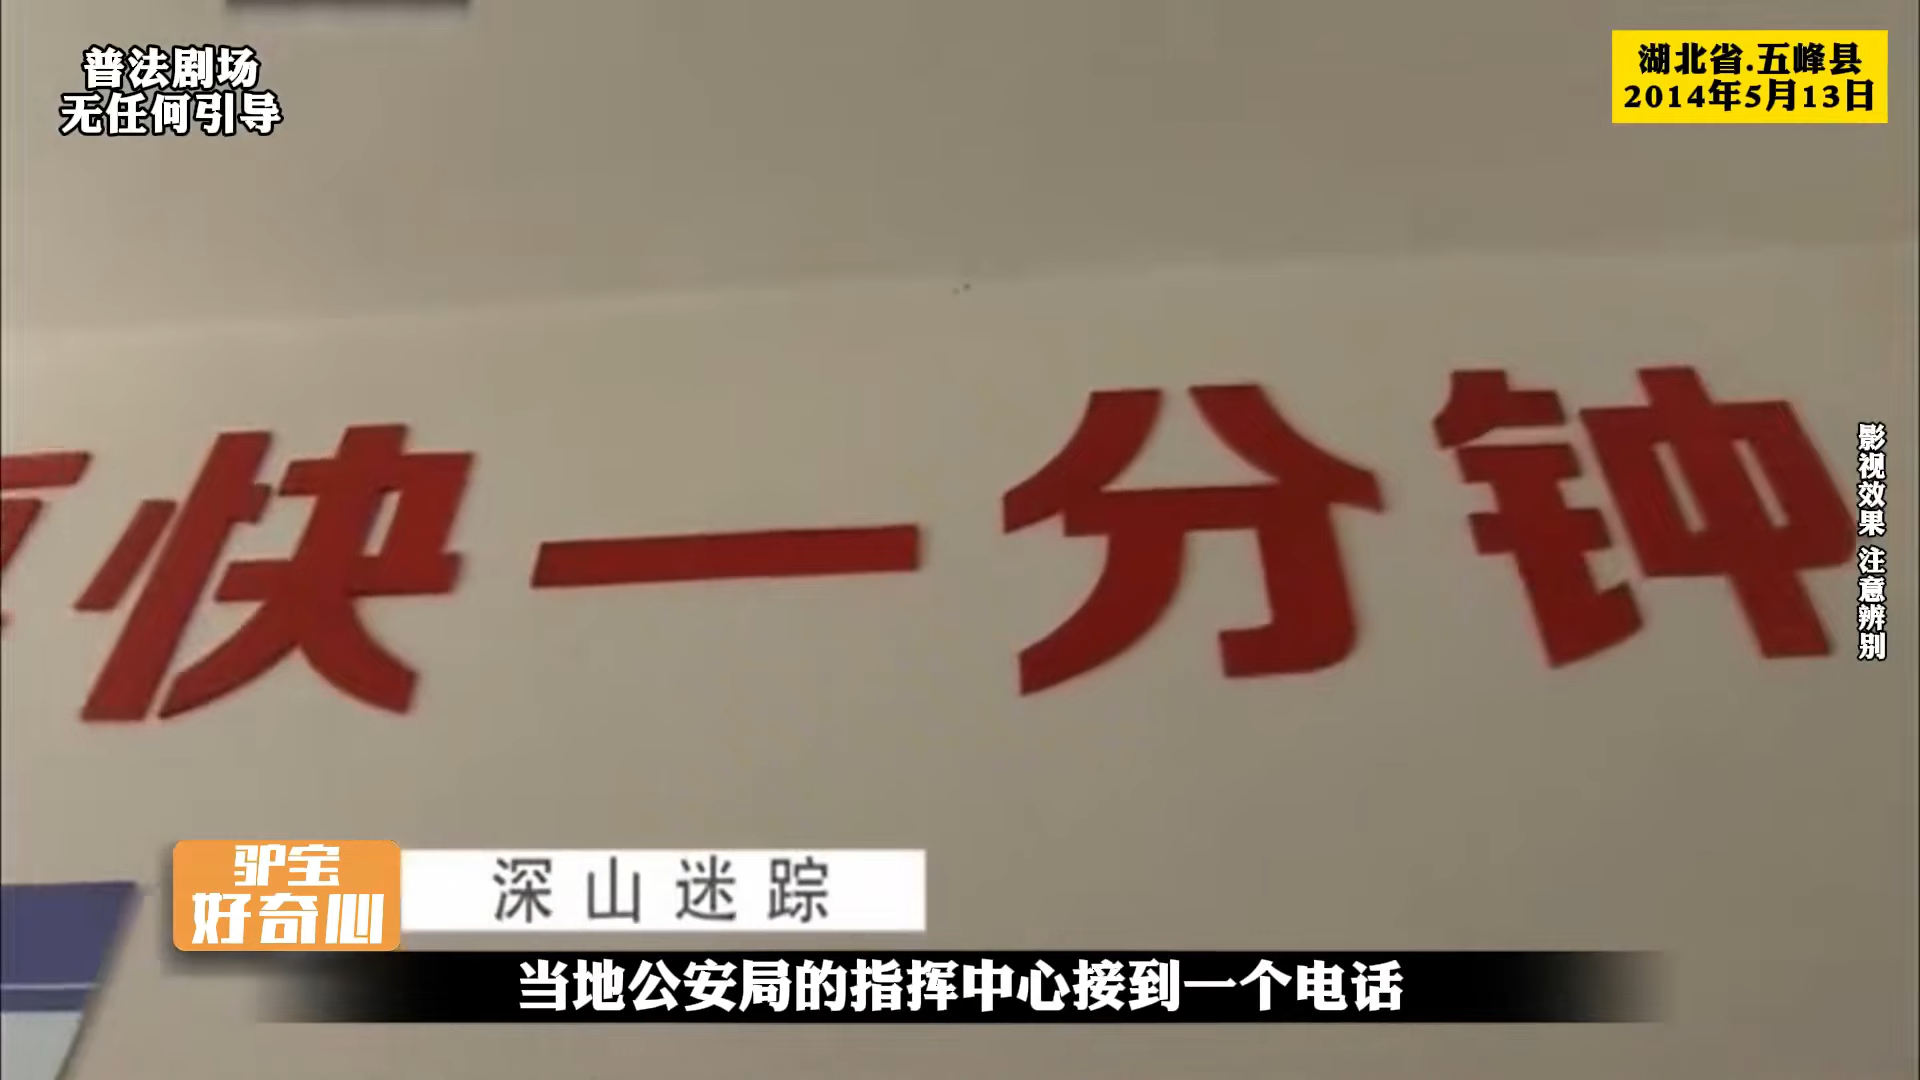 普法剧场
无任何引导
湖北省.五峰县
2014年5月13日
快一分钟
影视效果 注意辨别
驴宝
好奇心
深山迷踪
当地公安局的指挥中心接到一个电话